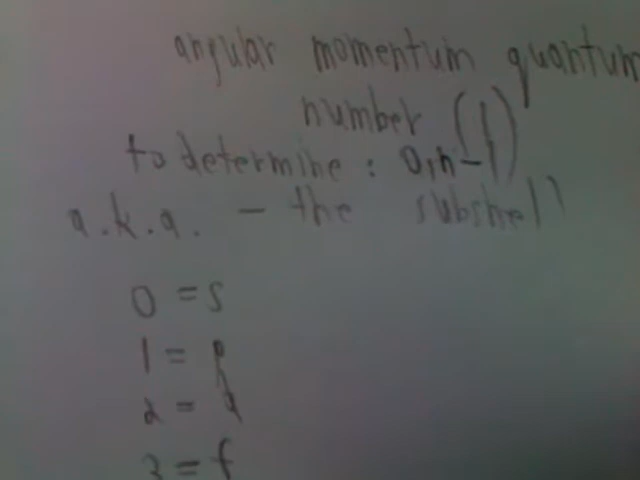 angular momentum quantum
number (l)
to determine : 0, n-1
a.k.a. - the subshell
0 = s
1 = p
2 = d
3 = f